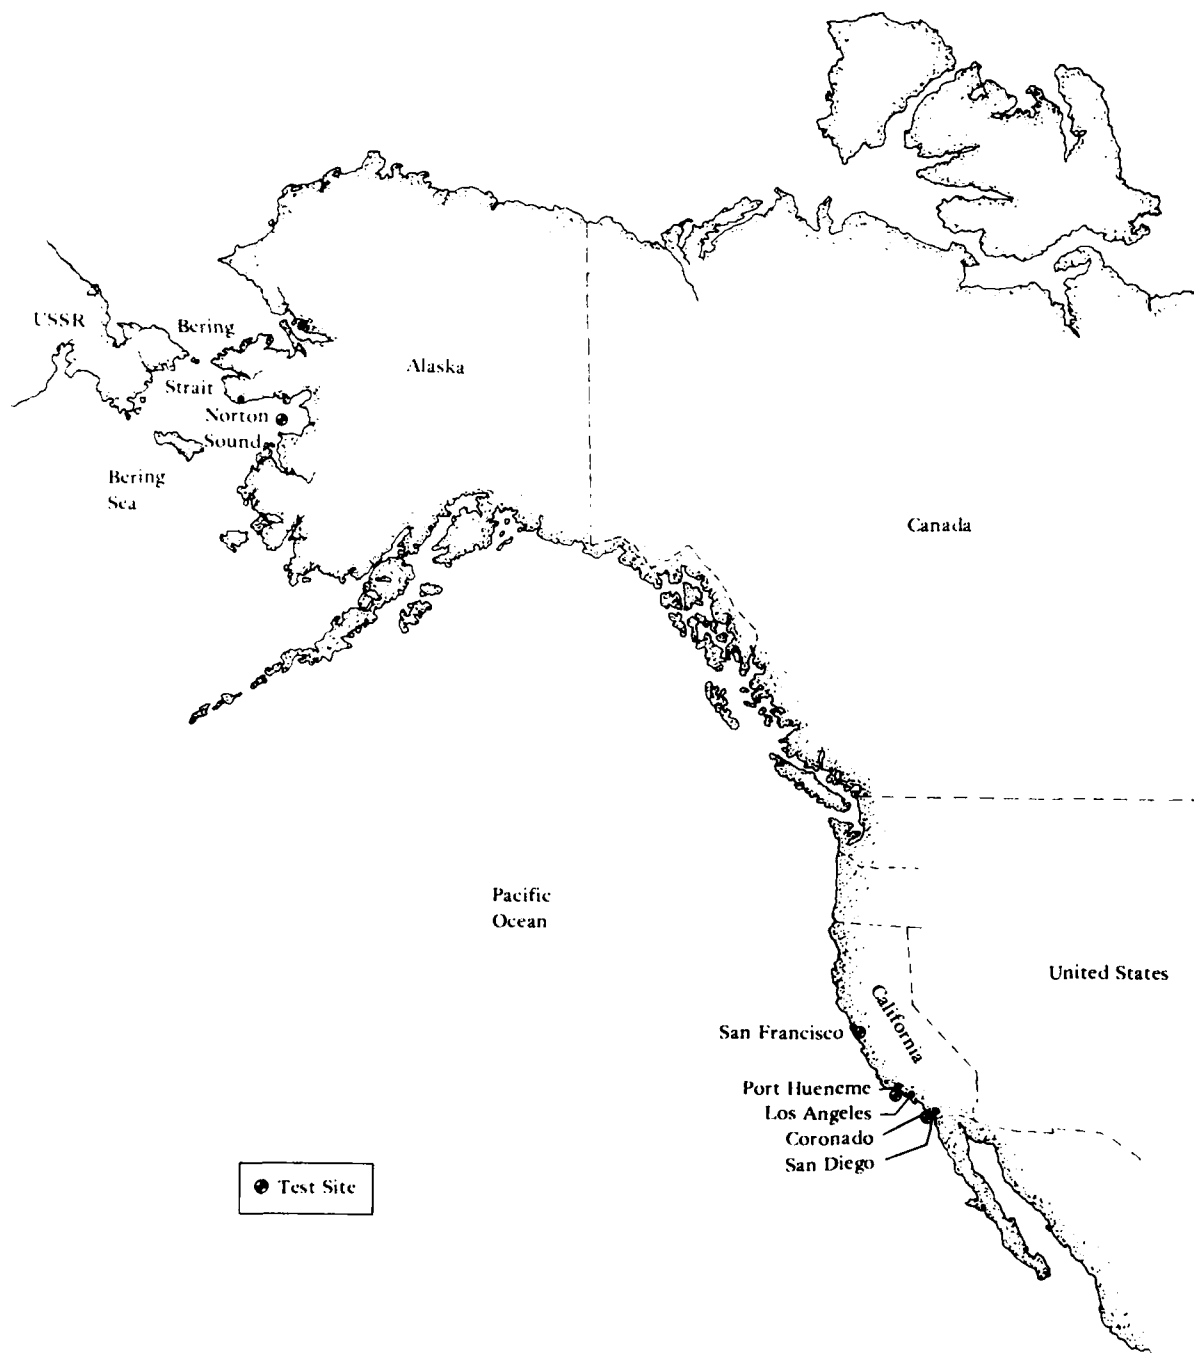 USSR
Bering
Strait
Alaska
Norton
Sound
Bering
Sea
Canada
Pacific
Ocean
United States
California
San Francisco
Port Hueneme
Los Angeles
Coronado
San Diego
Test Site